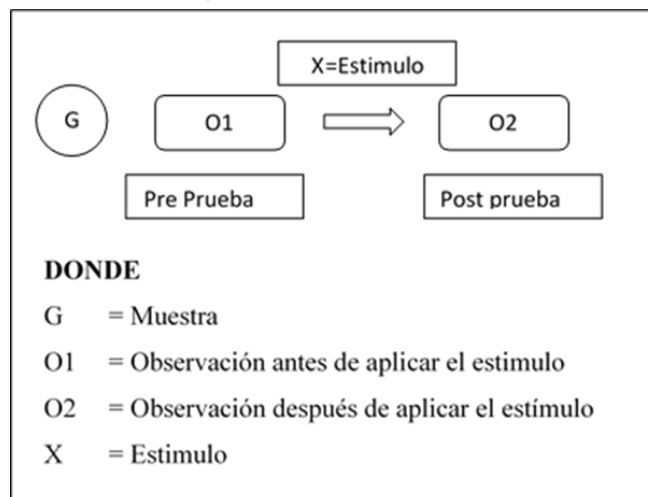 X=Estimulo
G
O1
O2
Pre Prueba
Post prueba
DONDE
G = Muestra
O1 = Observación antes de aplicar el estimulo
O2 = Observación después de aplicar el estímulo
X = Estimulo